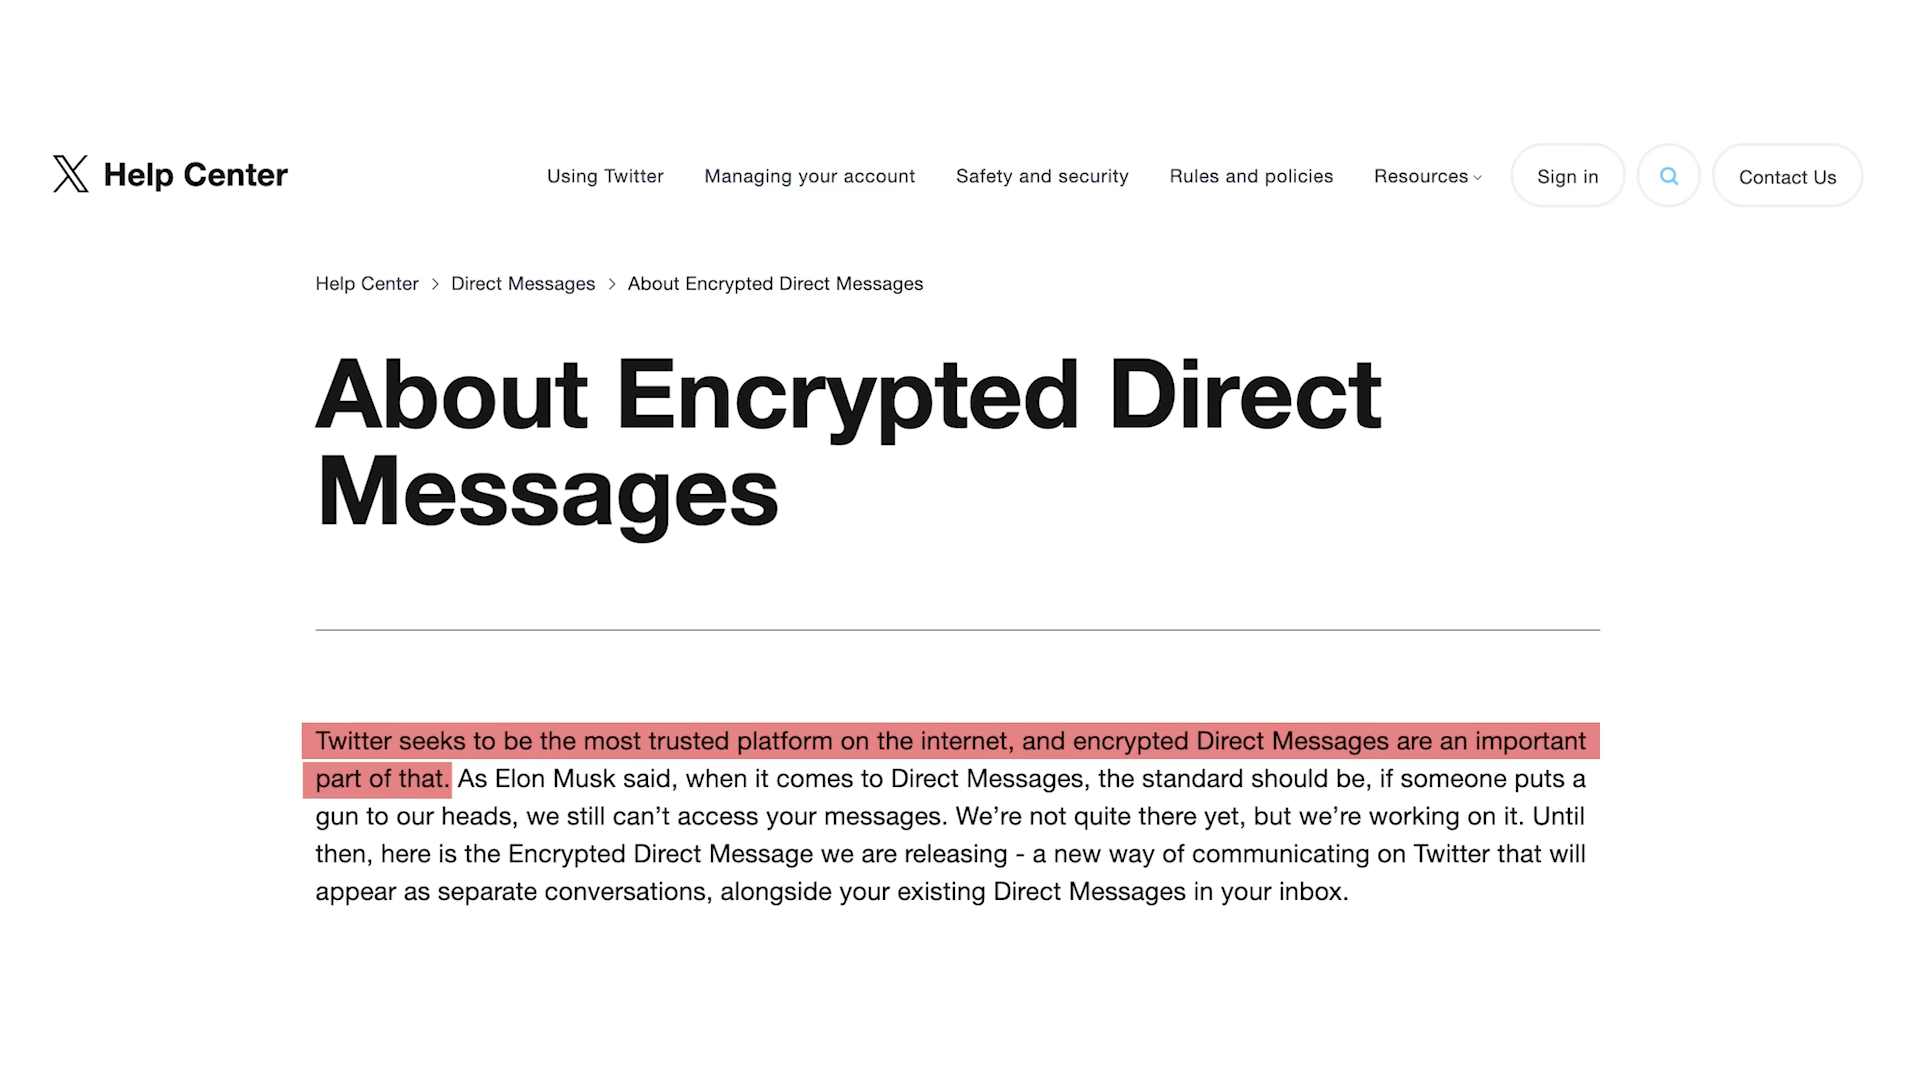 X Help Center
Using Twitter
Managing your account
Safety and security
Rules and policies
Resources
Sign in
Contact Us
Help Center > Direct Messages > About Encrypted Direct Messages
About Encrypted Direct
Messages
Twitter seeks to be the most trusted platform on the internet, and encrypted Direct Messages are an important
part of that. As Elon Musk said, when it comes to Direct Messages, the standard should be, if someone puts a
gun to our heads, we still can’t access your messages. We’re not quite there yet, but we’re working on it. Until
then, here is the Encrypted Direct Message we are releasing - a new way of communicating on Twitter that will
appear as separate conversations, alongside your existing Direct Messages in your inbox.